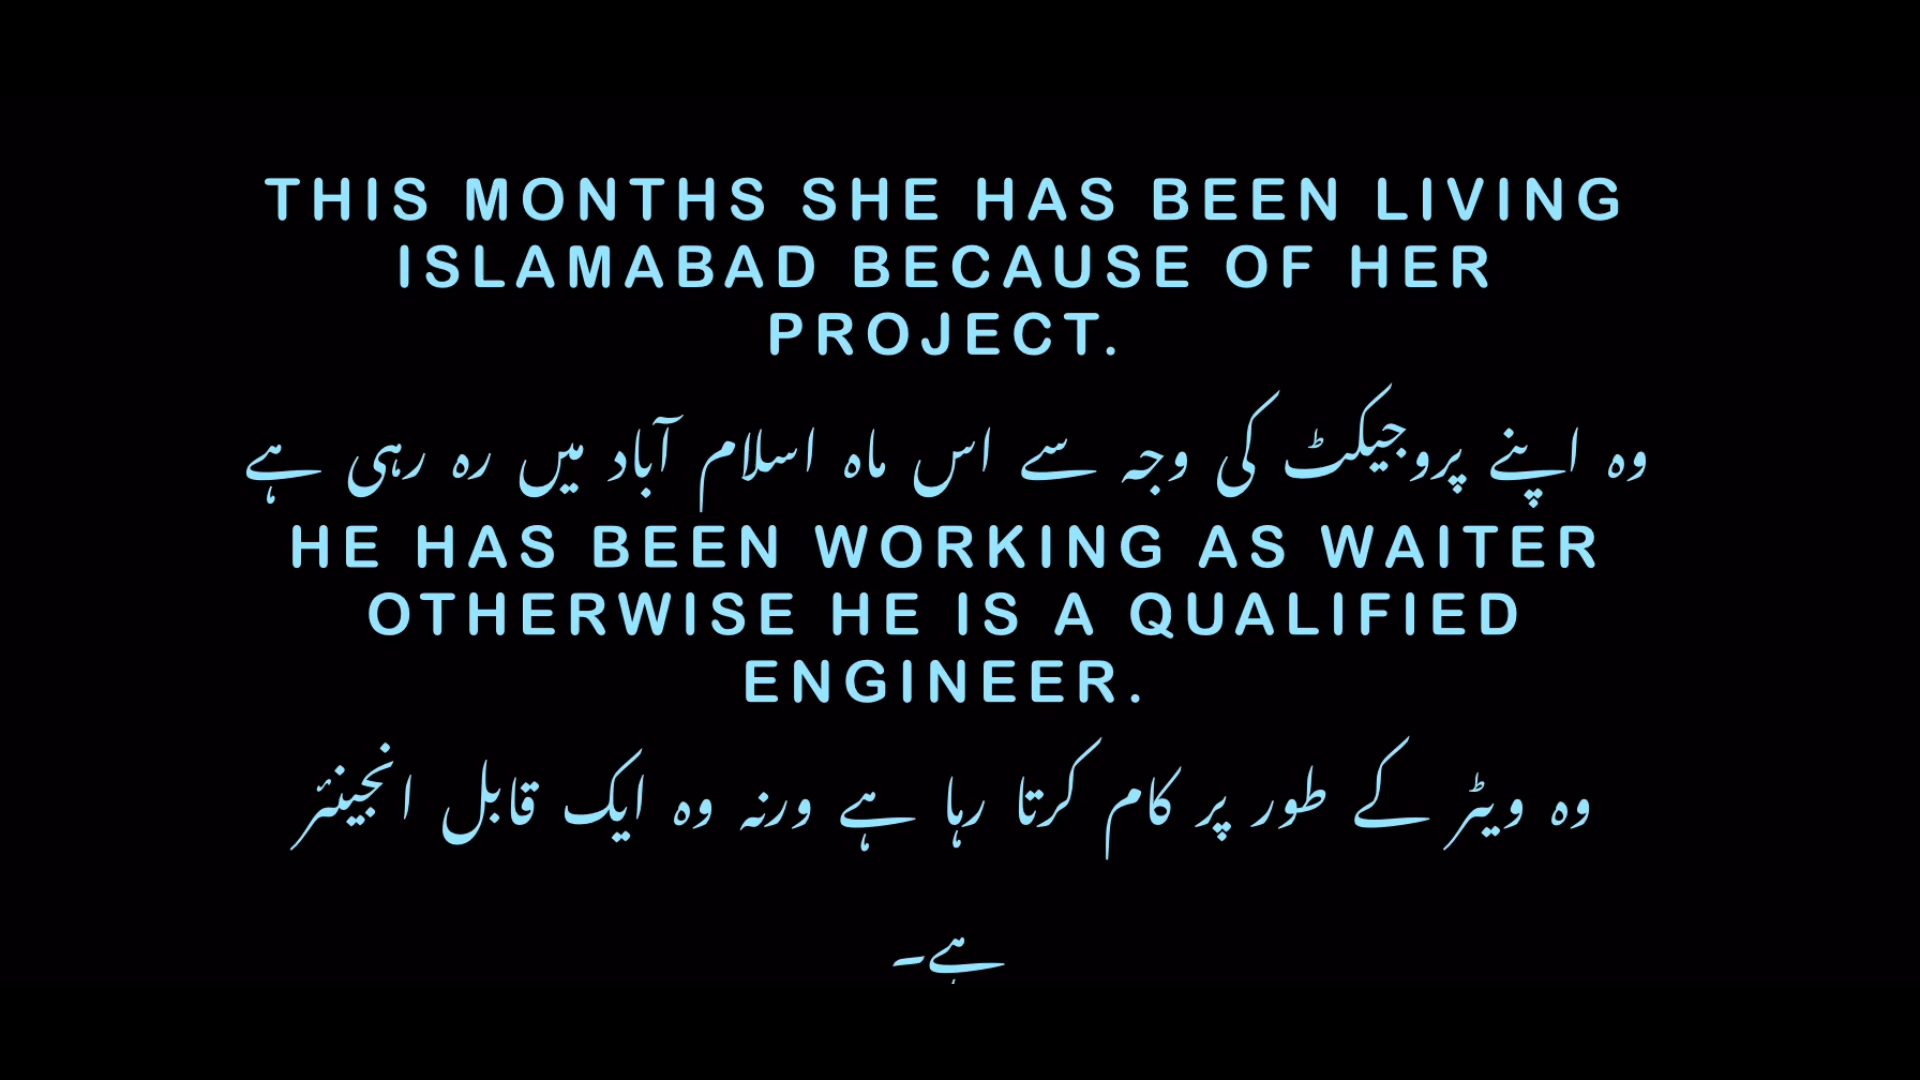 THIS MONTHS SHE HAS BEEN LIVING
ISLAMABAD BECAUSE OF HER
PROJECT.
وہ اپنے پروجیکٹ کی وجہ سے اس ماہ اسلام آباد میں رہ رہی ہے
HE HAS BEEN WORKING AS WAITER
OTHERWISE HE IS A QUALIFIED
ENGINEER.
وہ ویٹر کے طور پر کام کرتا رہا ہے ورنہ وہ ایک قابل انجینئر
ہے۔